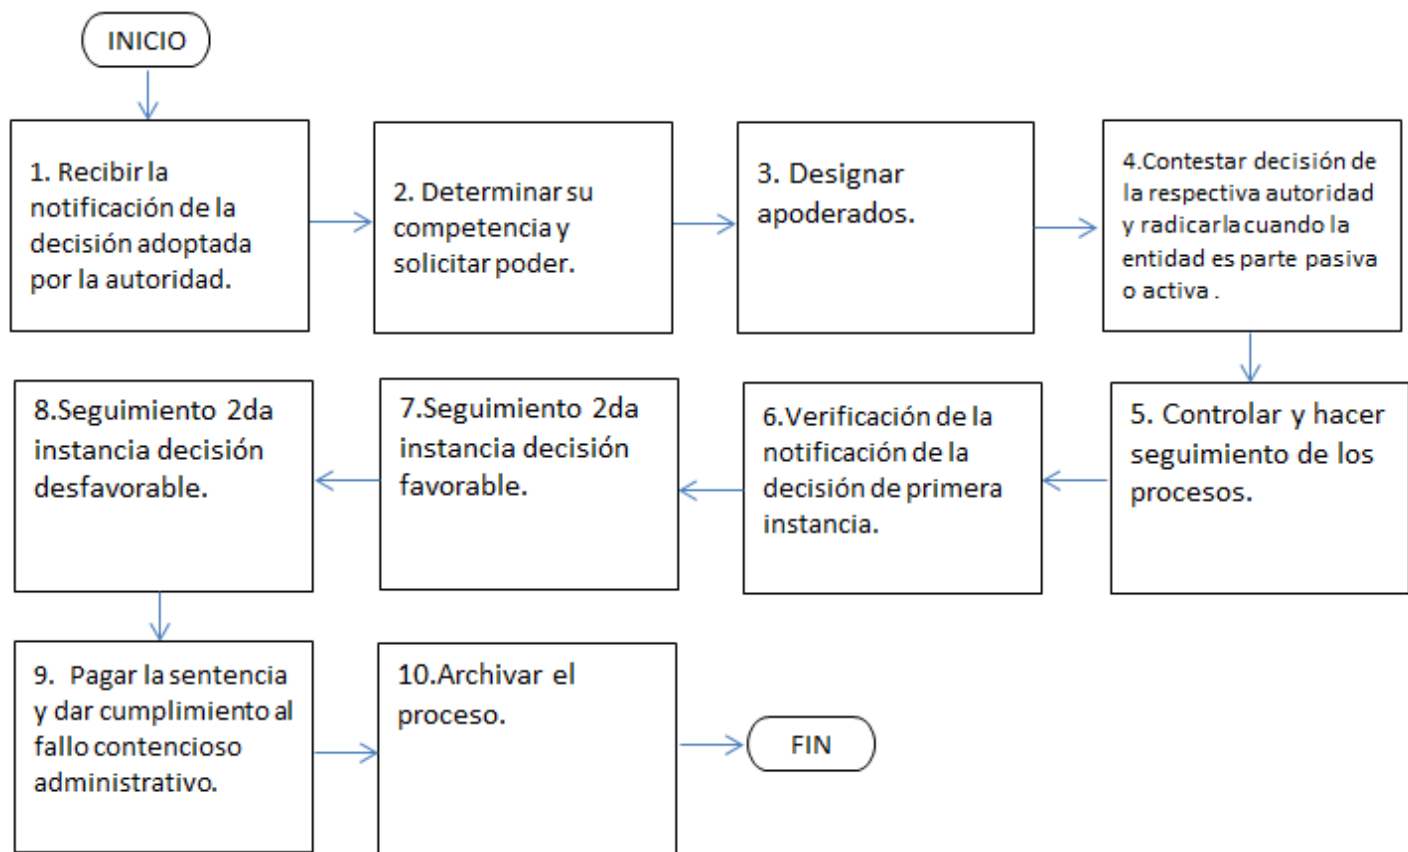 INICIO
1. Recibir la
notificación de la
decisión adoptada
por la autoridad.
2. Determinar su
competencia y
solicitar poder.
3. Designar
apoderados.
4.Contestar decisión de
la respectiva autoridad
y radicarla cuando la
entidad es parte pasiva
o activa .
5. Controlar y hacer
seguimiento de los
procesos.
6.Verificación de la
notificación de la
decisión de primera
instancia.
7.Seguimiento 2da
instancia decisión
favorable.
8.Seguimiento 2da
instancia decisión
desfavorable.
9. Pagar la sentencia
y dar cumplimiento al
fallo contencioso
administrativo.
10.Archivar el
proceso.
FIN